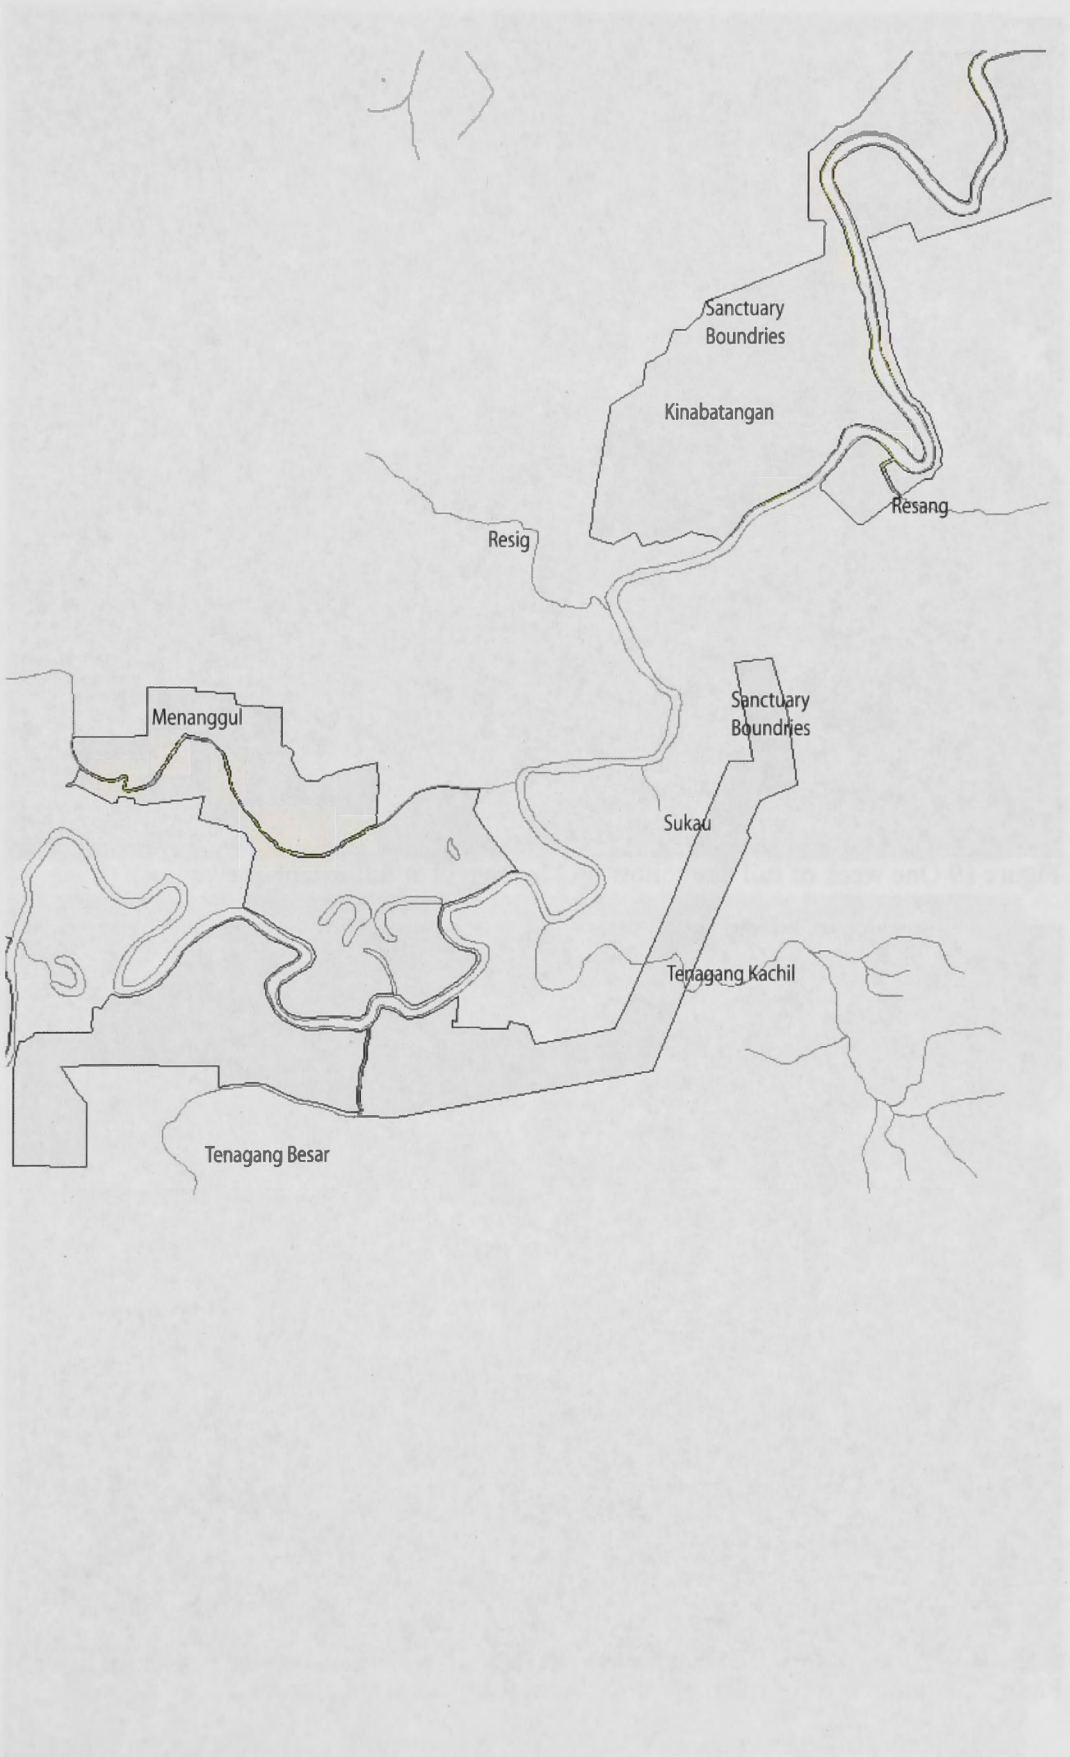 Sanctuary
Boundries
Kinabatangan
Resang
Resig
Sanctuary
Boundries
Menanggul
Sukau
Tenagang Kachil
Tenagang Besar